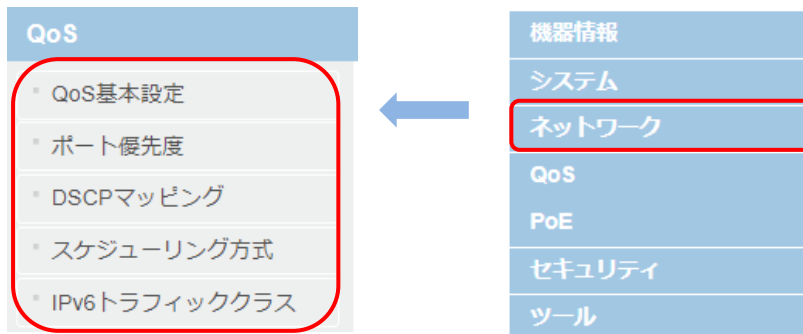 QoS
QoS基本設定
ポート優先度
DSCPマッピング
スケジューリング方式
IPv6トラフィッククラス
機器情報
システム
ネットワーク
QoS
PoE
セキュリティ
ツール